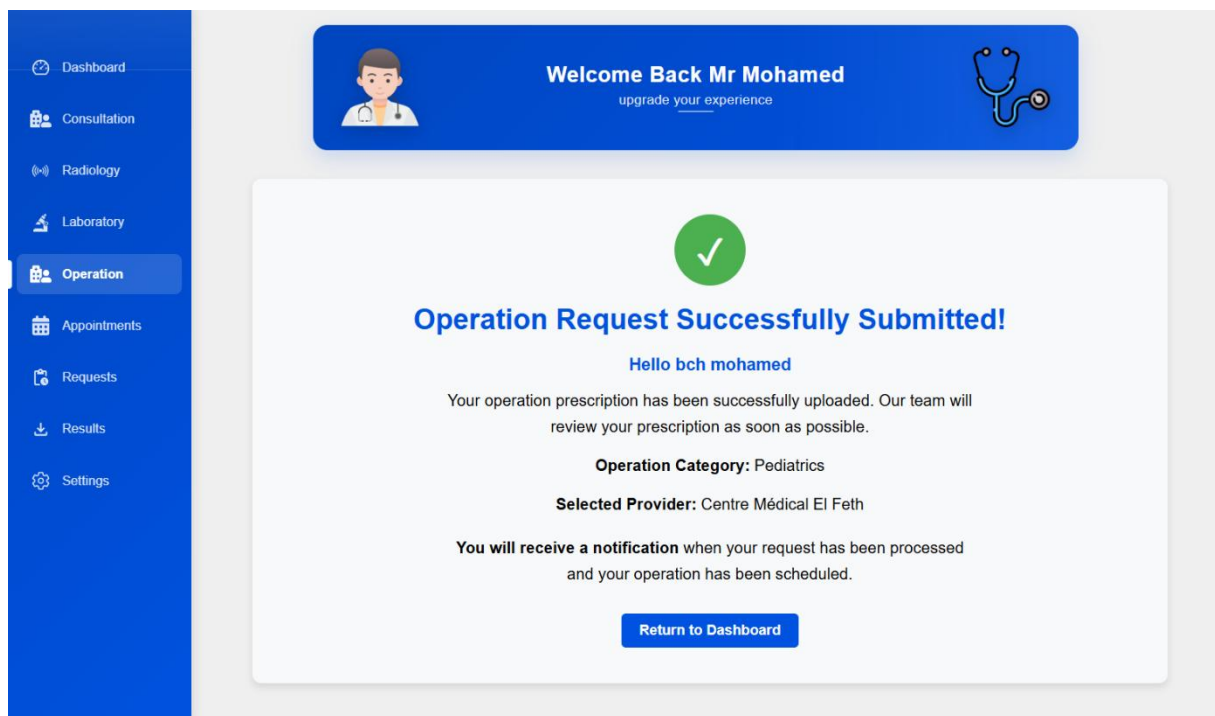 Dashboard
Consultation
Radiology
Laboratory
Operation
Appointments
Requests
Results
Settings
Welcome Back Mr Mohamed
upgrade your experience
Operation Request Successfully Submitted!
Hello bch mohamed
Your operation prescription has been successfully uploaded. Our team will
review your prescription as soon as possible.
Operation Category: Pediatrics
Selected Provider: Centre Médical El Feth
You will receive a notification when your request has been processed
and your operation has been scheduled.
Return to Dashboard